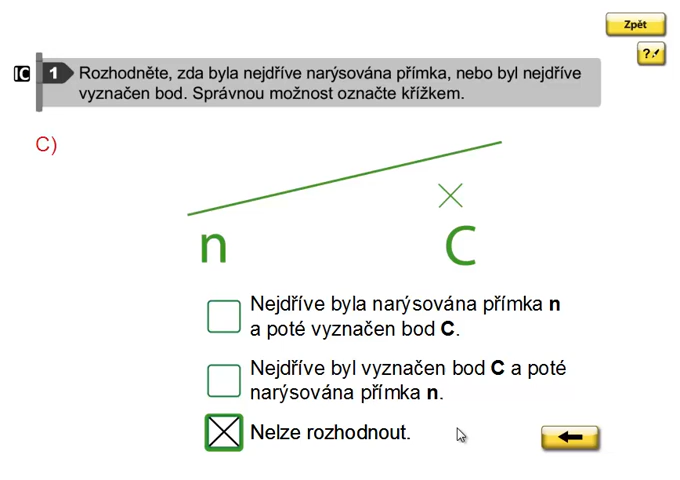 Zpět
?✓
IC 1 Rozhodněte, zda byla nejdříve narýsována přímka, nebo byl nejdříve
vyznačen bod. Správnou možnost označte křížkem.
C)
n C
Nejdříve byla narýsována přímka n
a poté vyznačen bod C.
Nejdříve byl vyznačen bod C a poté
narýsována přímka n.
Nelze rozhodnout.